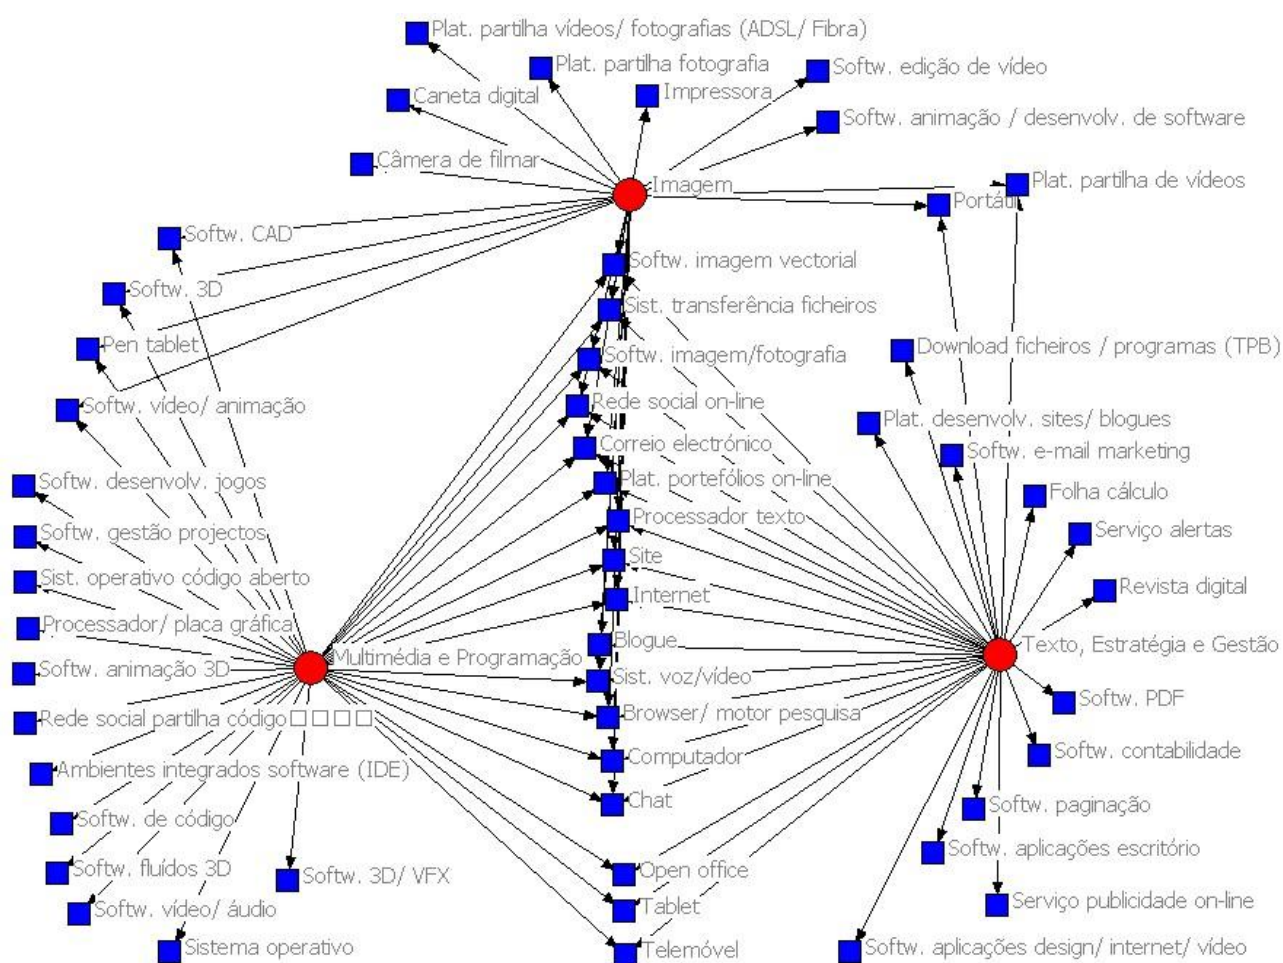 Plat. partilha vídeos/ fotografias (ADSL/ Fibra)
Plat. partilha fotografia
Softw. edição de vídeo
Caneta digital
Impressora
Softw. animação / desenvolv. de software
Câmera de filmar
Imagem
Plat. partilha de vídeos
Portátil
Softw. CAD
Softw. imagem vectorial
Softw. 3D
Sist. transferência ficheiros
Pen tablet
Softw. imagem/fotografia
Download ficheiros / programas (TPB)
Softw. vídeo/ animação
Rede social on-line
Plat. desenvolv. sites/ blogues
Correio electrónico
Softw. e-mail marketing
Softw. desenvolv. jogos
Plat. portefólios on-line
Folha cálculo
Softw. gestão projectos
Processador texto
Serviço alertas
Sist. operativo código aberto
Site
Internet
Revista digital
Processador/ placa gráfica
Blogue
Multimédia e Programação
Texto, Estratégia e Gestão
Softw. animação 3D
Sist. voz/vídeo
Softw. PDF
Rede social partilha código□□□□
Browser/ motor pesquisa
Ambientes integrados software (IDE)
Computador
Softw. contabilidade
Softw. de código
Chat
Softw. paginação
Softw. fluídos 3D
Softw. 3D/ VFX
Open office
Softw. aplicações escritório
Softw. vídeo/ áudio
Tablet
Serviço publicidade on-line
Sistema operativo
Telemóvel
Softw. aplicações design/ internet/ vídeo